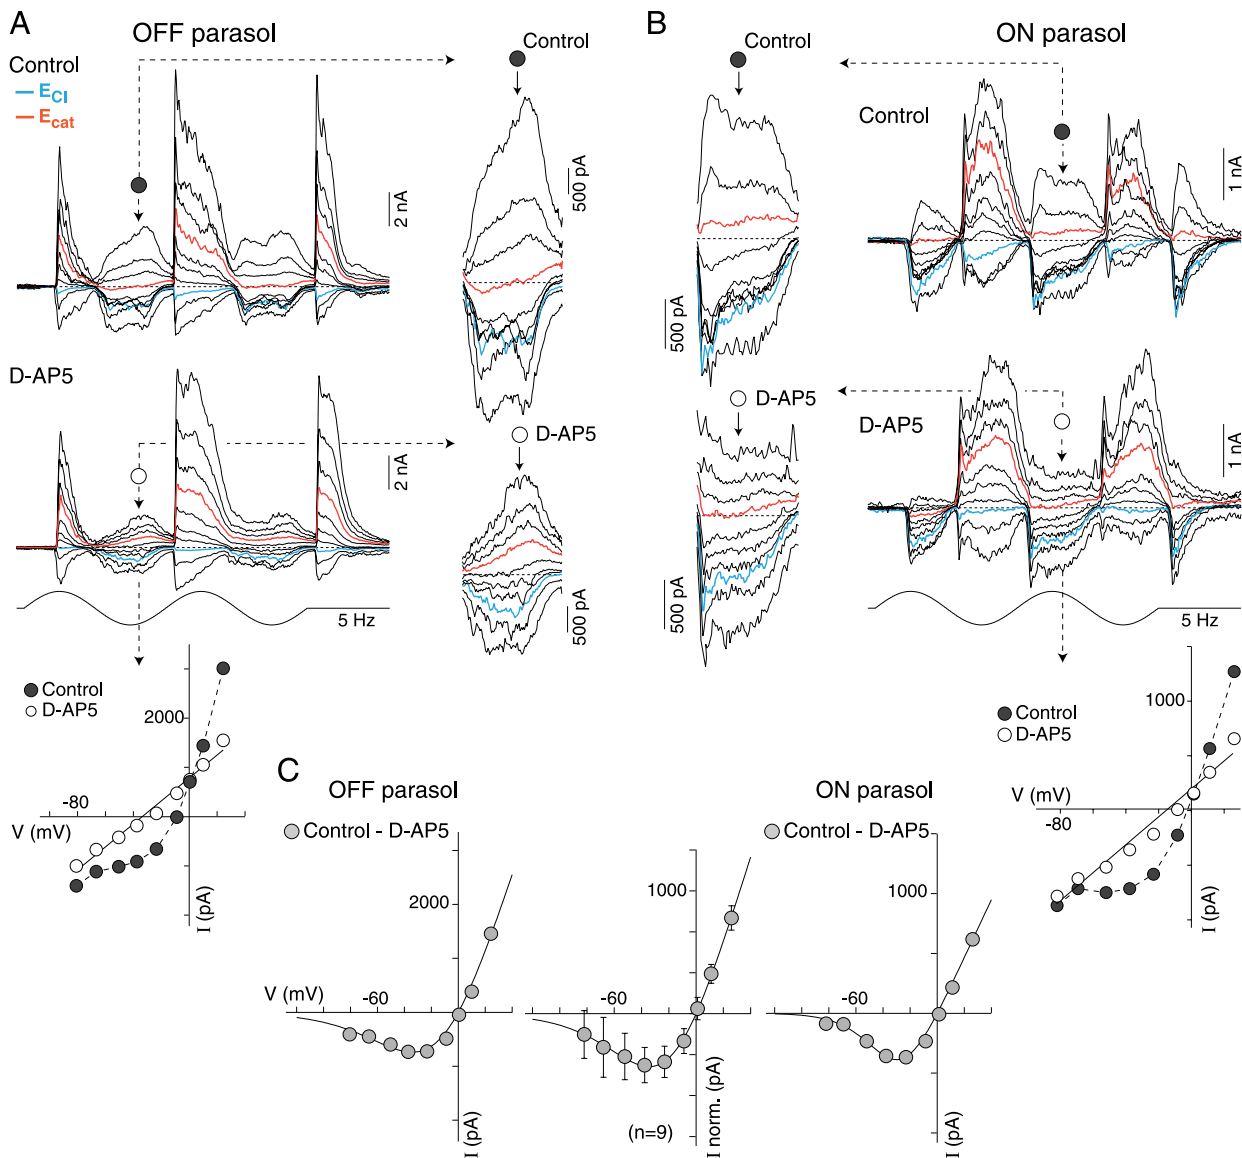 A
OFF parasol
Control
E_Cl
E_cat
2 nA
Control
500 pA
D-AP5
2 nA
D-AP5
500 pA
5 Hz
Control
D-AP5
2000
-80
V (mV)
I (pA)
B
ON parasol
Control
Control
1 nA
500 pA
D-AP5
D-AP5
1 nA
500 pA
5 Hz
Control
D-AP5
1000
V (mV)
-80
I (pA)
C
OFF parasol
ON parasol
Control - D-AP5
Control - D-AP5
2000
V (mV)
-60
I (pA)
1000
-60
(n=9)
I norm. (pA)
1000
-60
I (pA)